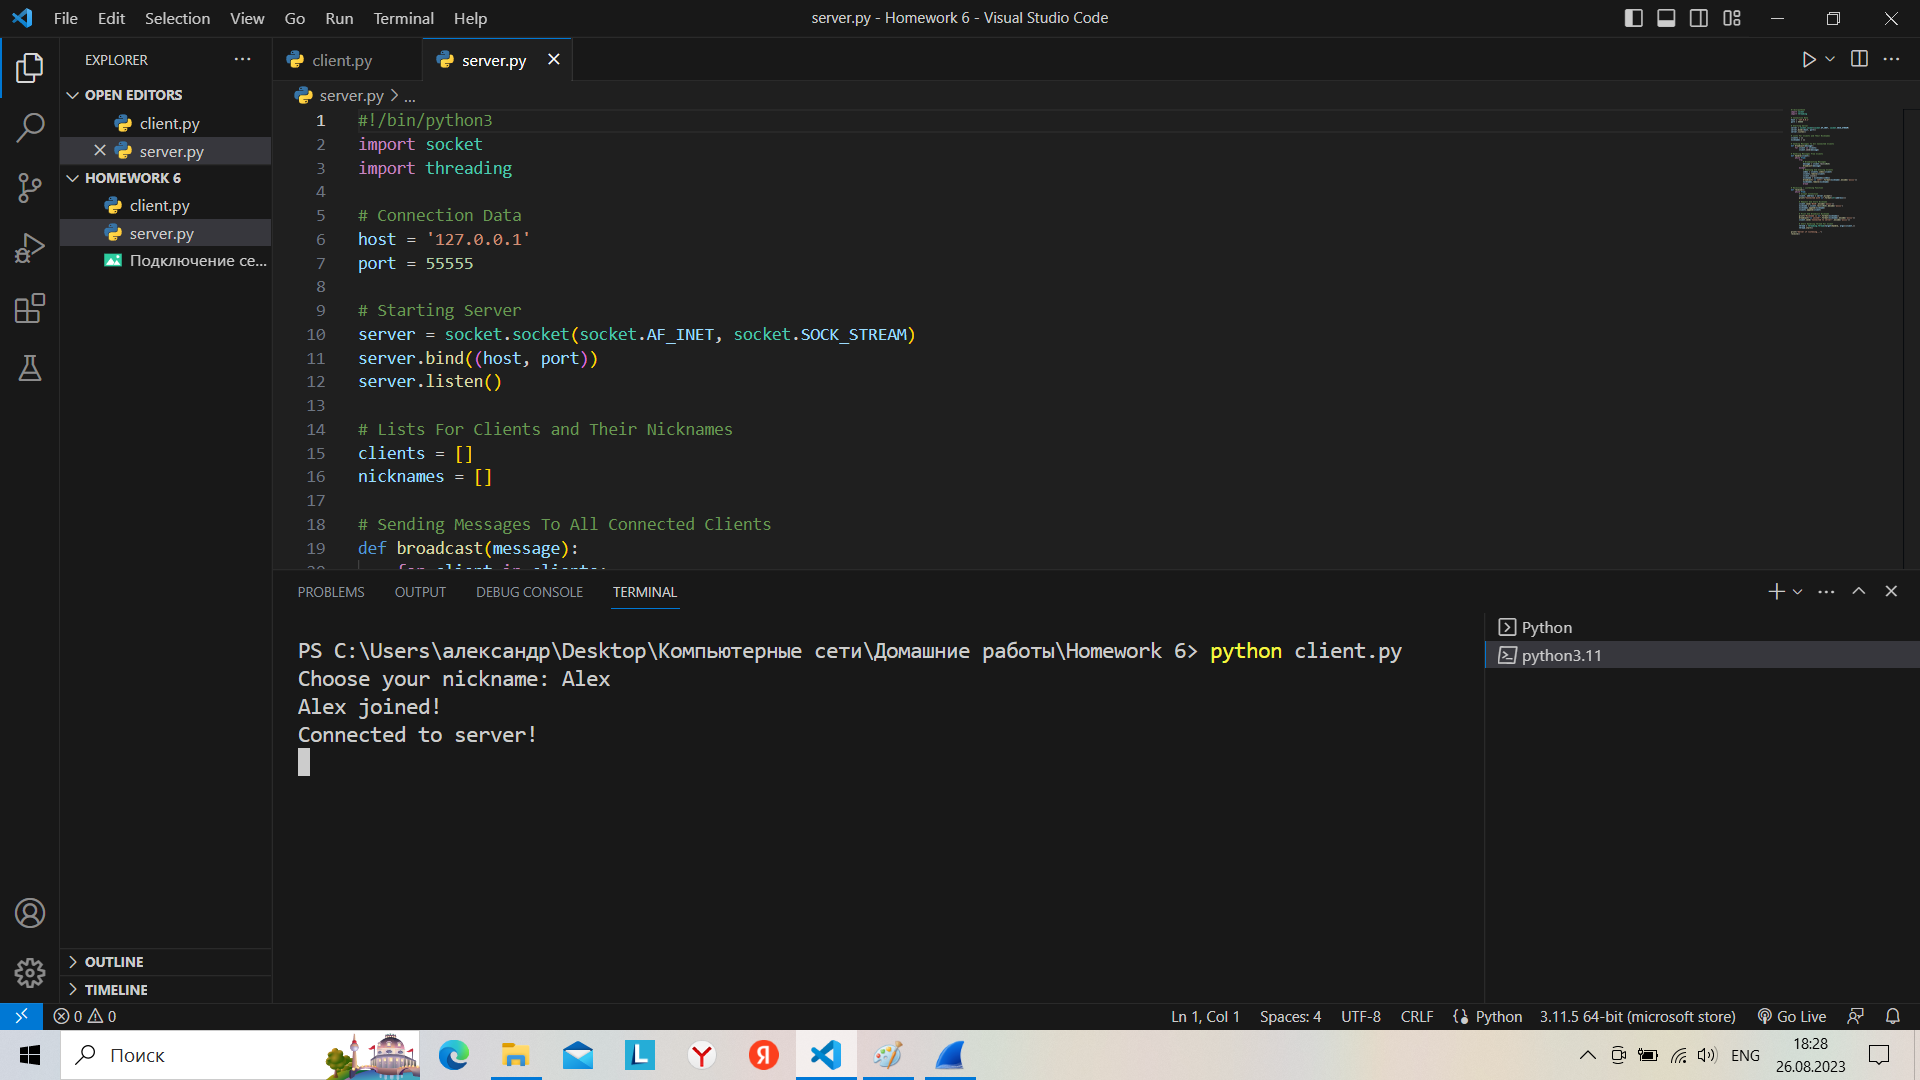 File Edit Selection View Go Run Terminal Help
server.py - Homework 6 - Visual Studio Code
EXPLORER
OPEN EDITORS
client.py
server.py
HOMEWORK 6
client.py
server.py
Подключение се...
OUTLINE
TIMELINE
client.py
server.py
server.py > ...
1 #!/bin/python3
2 import socket
3 import threading
4
5 # Connection Data
6 host = '127.0.0.1'
7 port = 55555
8
9 # Starting Server
10 server = socket.socket(socket.AF_INET, socket.SOCK_STREAM)
11 server.bind((host, port))
12 server.listen()
13
14 # Lists For Clients and Their Nicknames
15 clients = []
16 nicknames = []
17
18 # Sending Messages To All Connected Clients
19 def broadcast(message):
20 for client in clients:
PROBLEMS OUTPUT DEBUG CONSOLE TERMINAL
PS C:\Users\александр\Desktop\Компьютерные сети\Домашние работы\Homework 6> python client.py
Choose your nickname: Alex
Alex joined!
Connected to server!
Python
python3.11
0 0
Ln 1, Col 1 Spaces: 4 UTF-8 CRLF Python 3.11.5 64-bit (microsoft store) Go Live
Поиск
L
Y
Я
ENG
18:28
26.08.2023